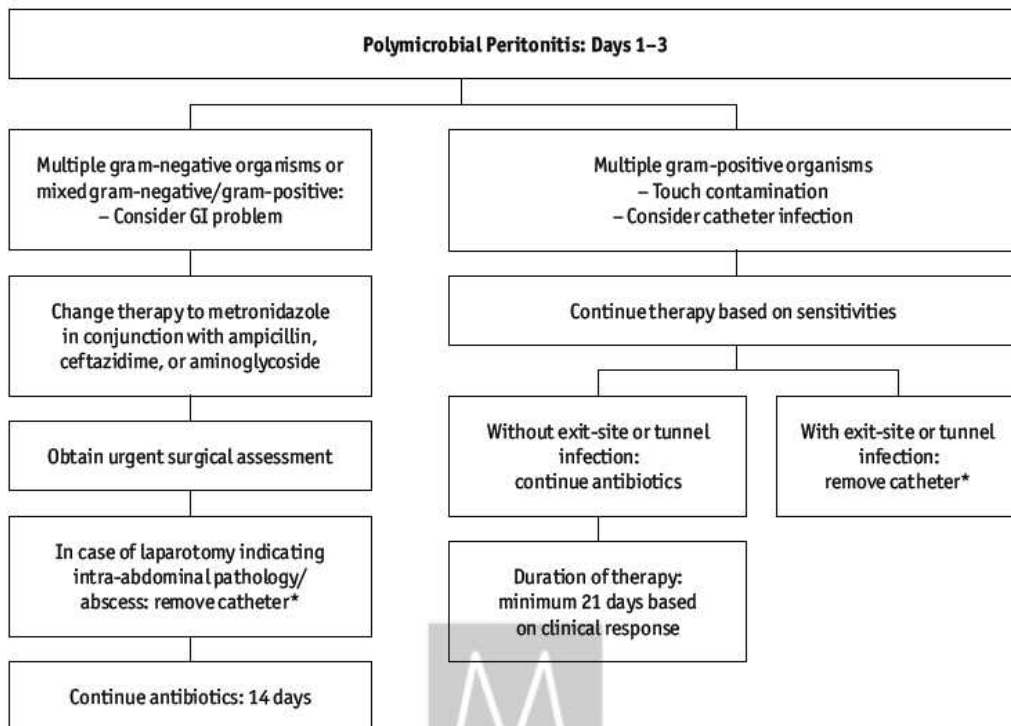 Polymicrobial Peritonitis: Days 1–3
Multiple gram-negative organisms or
mixed gram-negative/gram-positive:
– Consider GI problem
Change therapy to metronidazole
in conjunction with ampicillin,
ceftazidime, or aminoglycoside
Obtain urgent surgical assessment
In case of laparotomy indicating
intra-abdominal pathology/
abscess: remove catheter*
Continue antibiotics: 14 days
Multiple gram-positive organisms
– Touch contamination
– Consider catheter infection
Continue therapy based on sensitivities
Without exit-site or tunnel
infection:
continue antibiotics
Duration of therapy:
minimum 21 days based
on clinical response
With exit-site or tunnel
infection:
remove catheter*